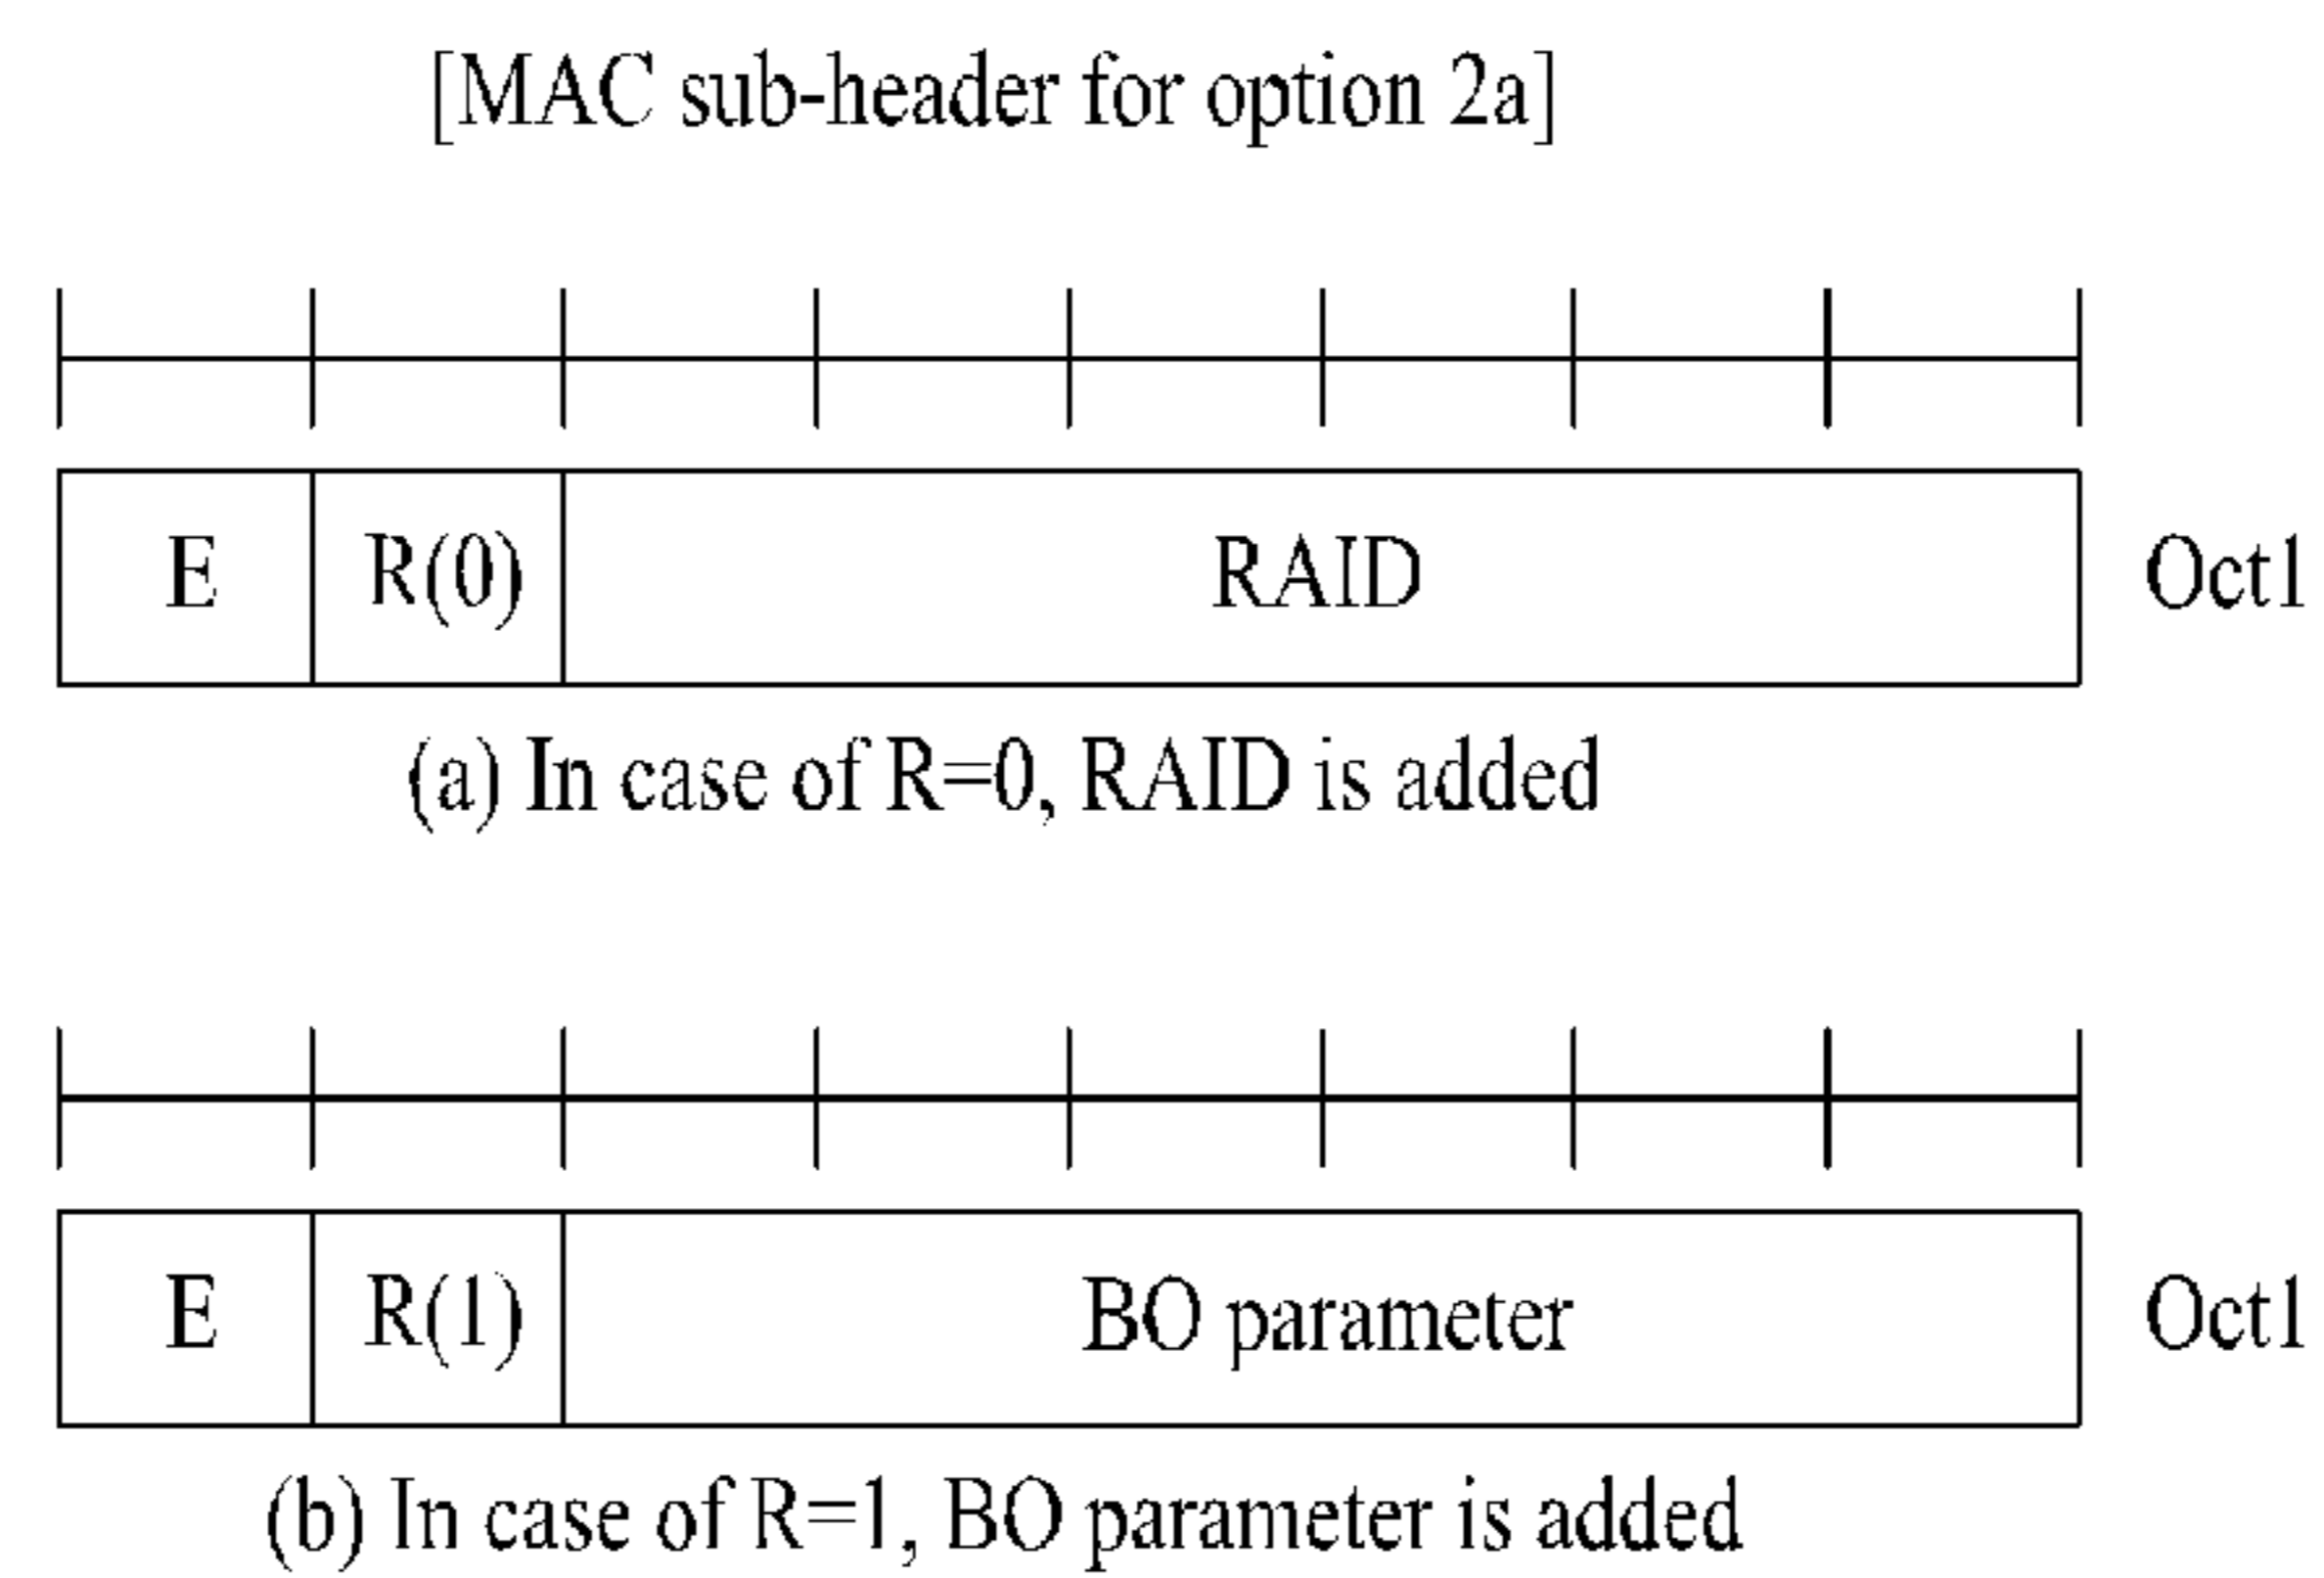 [MAC sub-header for option 2a]
E R(0) RAID Oct1
(a) In case of R=0, RAID is added
E R(1) BO parameter Oct1
(b) In case of R=1, BO parameter is added